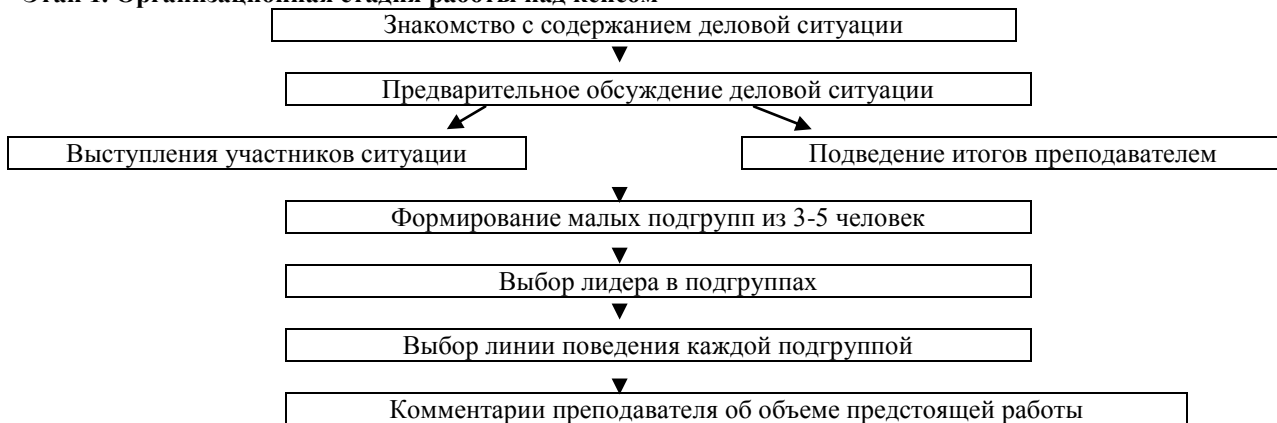 Этап 1. Организационная стадия работы над кейсом
Знакомство с содержанием деловой ситуации
Предварительное обсуждение деловой ситуации
Выступления участников ситуации
Подведение итогов преподавателем
Формирование малых подгрупп из 3-5 человек
Выбор лидера в подгруппах
Выбор линии поведения каждой подгруппой
Комментарии преподавателя об объеме предстоящей работы